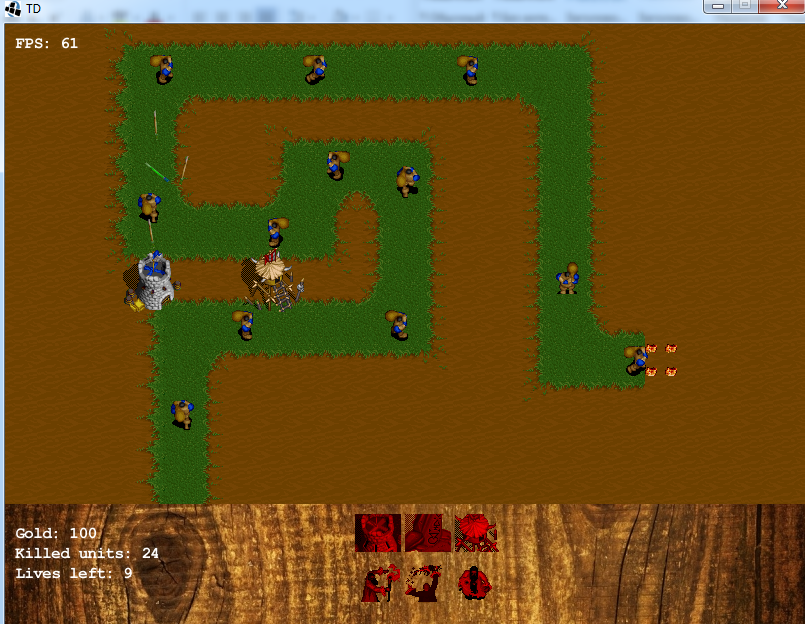 TD
FPS: 61
Gold: 100
Killed units: 24
Lives left: 9